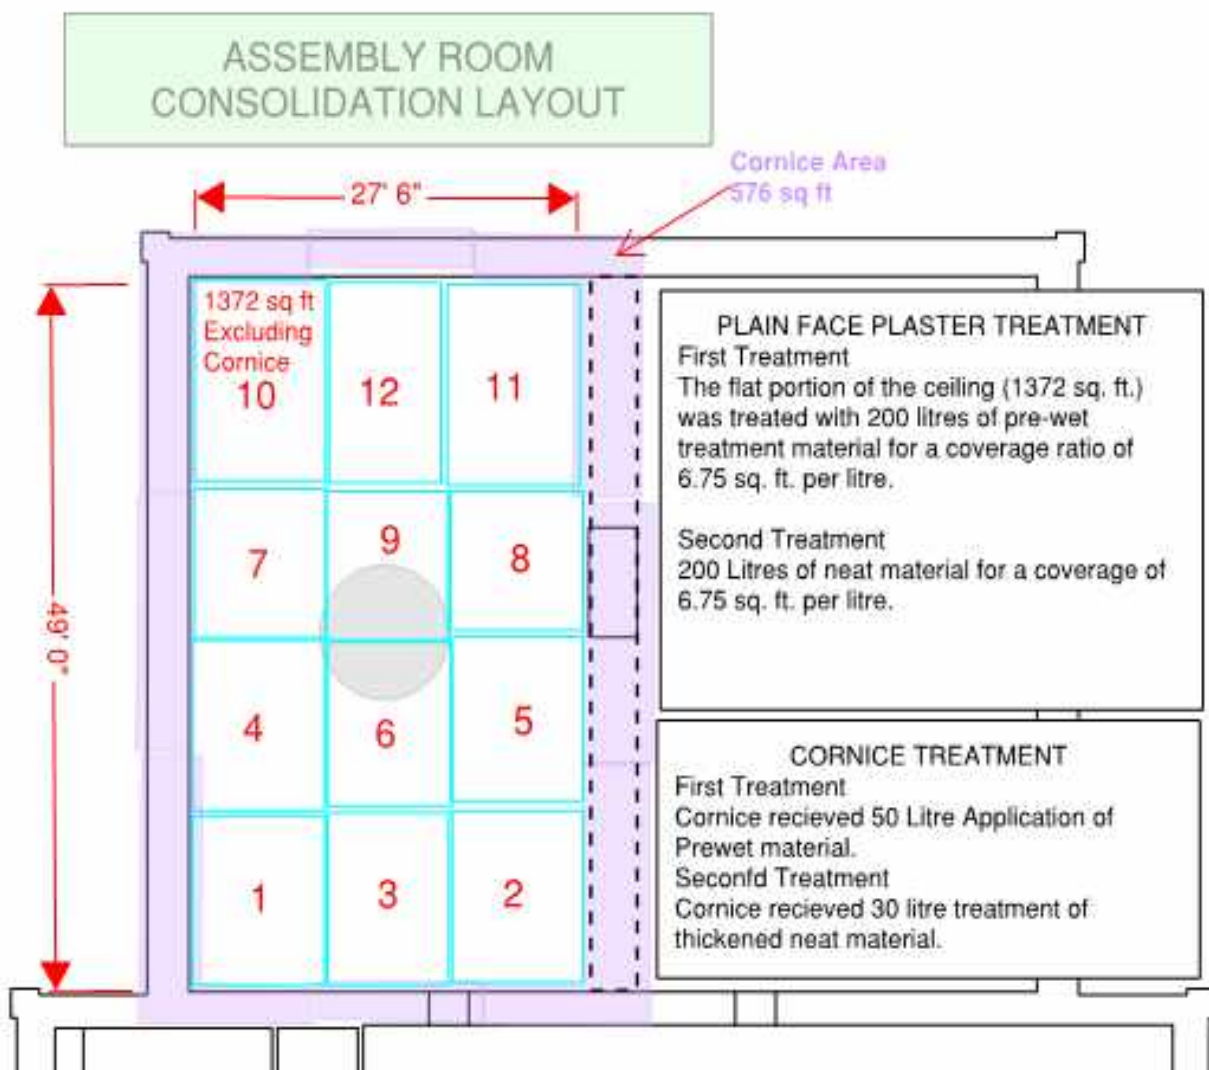 ASSEMBLY ROOM
CONSOLIDATION LAYOUT
Cornice Area
576 sq ft
27' 6"
49' 0"
1372 sq ft
Excluding
Cornice
10
12
11
7
9
8
4
6
5
1
3
2
PLAIN FACE PLASTER TREATMENT
First Treatment
The flat portion of the ceiling (1372 sq. ft.)
was treated with 200 litres of pre-wet
treatment material for a coverage ratio of
6.75 sq. ft. per litre.
Second Treatment
200 Litres of neat material for a coverage of
6.75 sq. ft. per litre.
CORNICE TREATMENT
First Treatment
Cornice recieved 50 Litre Application of
Prewet material.
Seconfd Treatment
Cornice recieved 30 litre treatment of
thickened neat material.